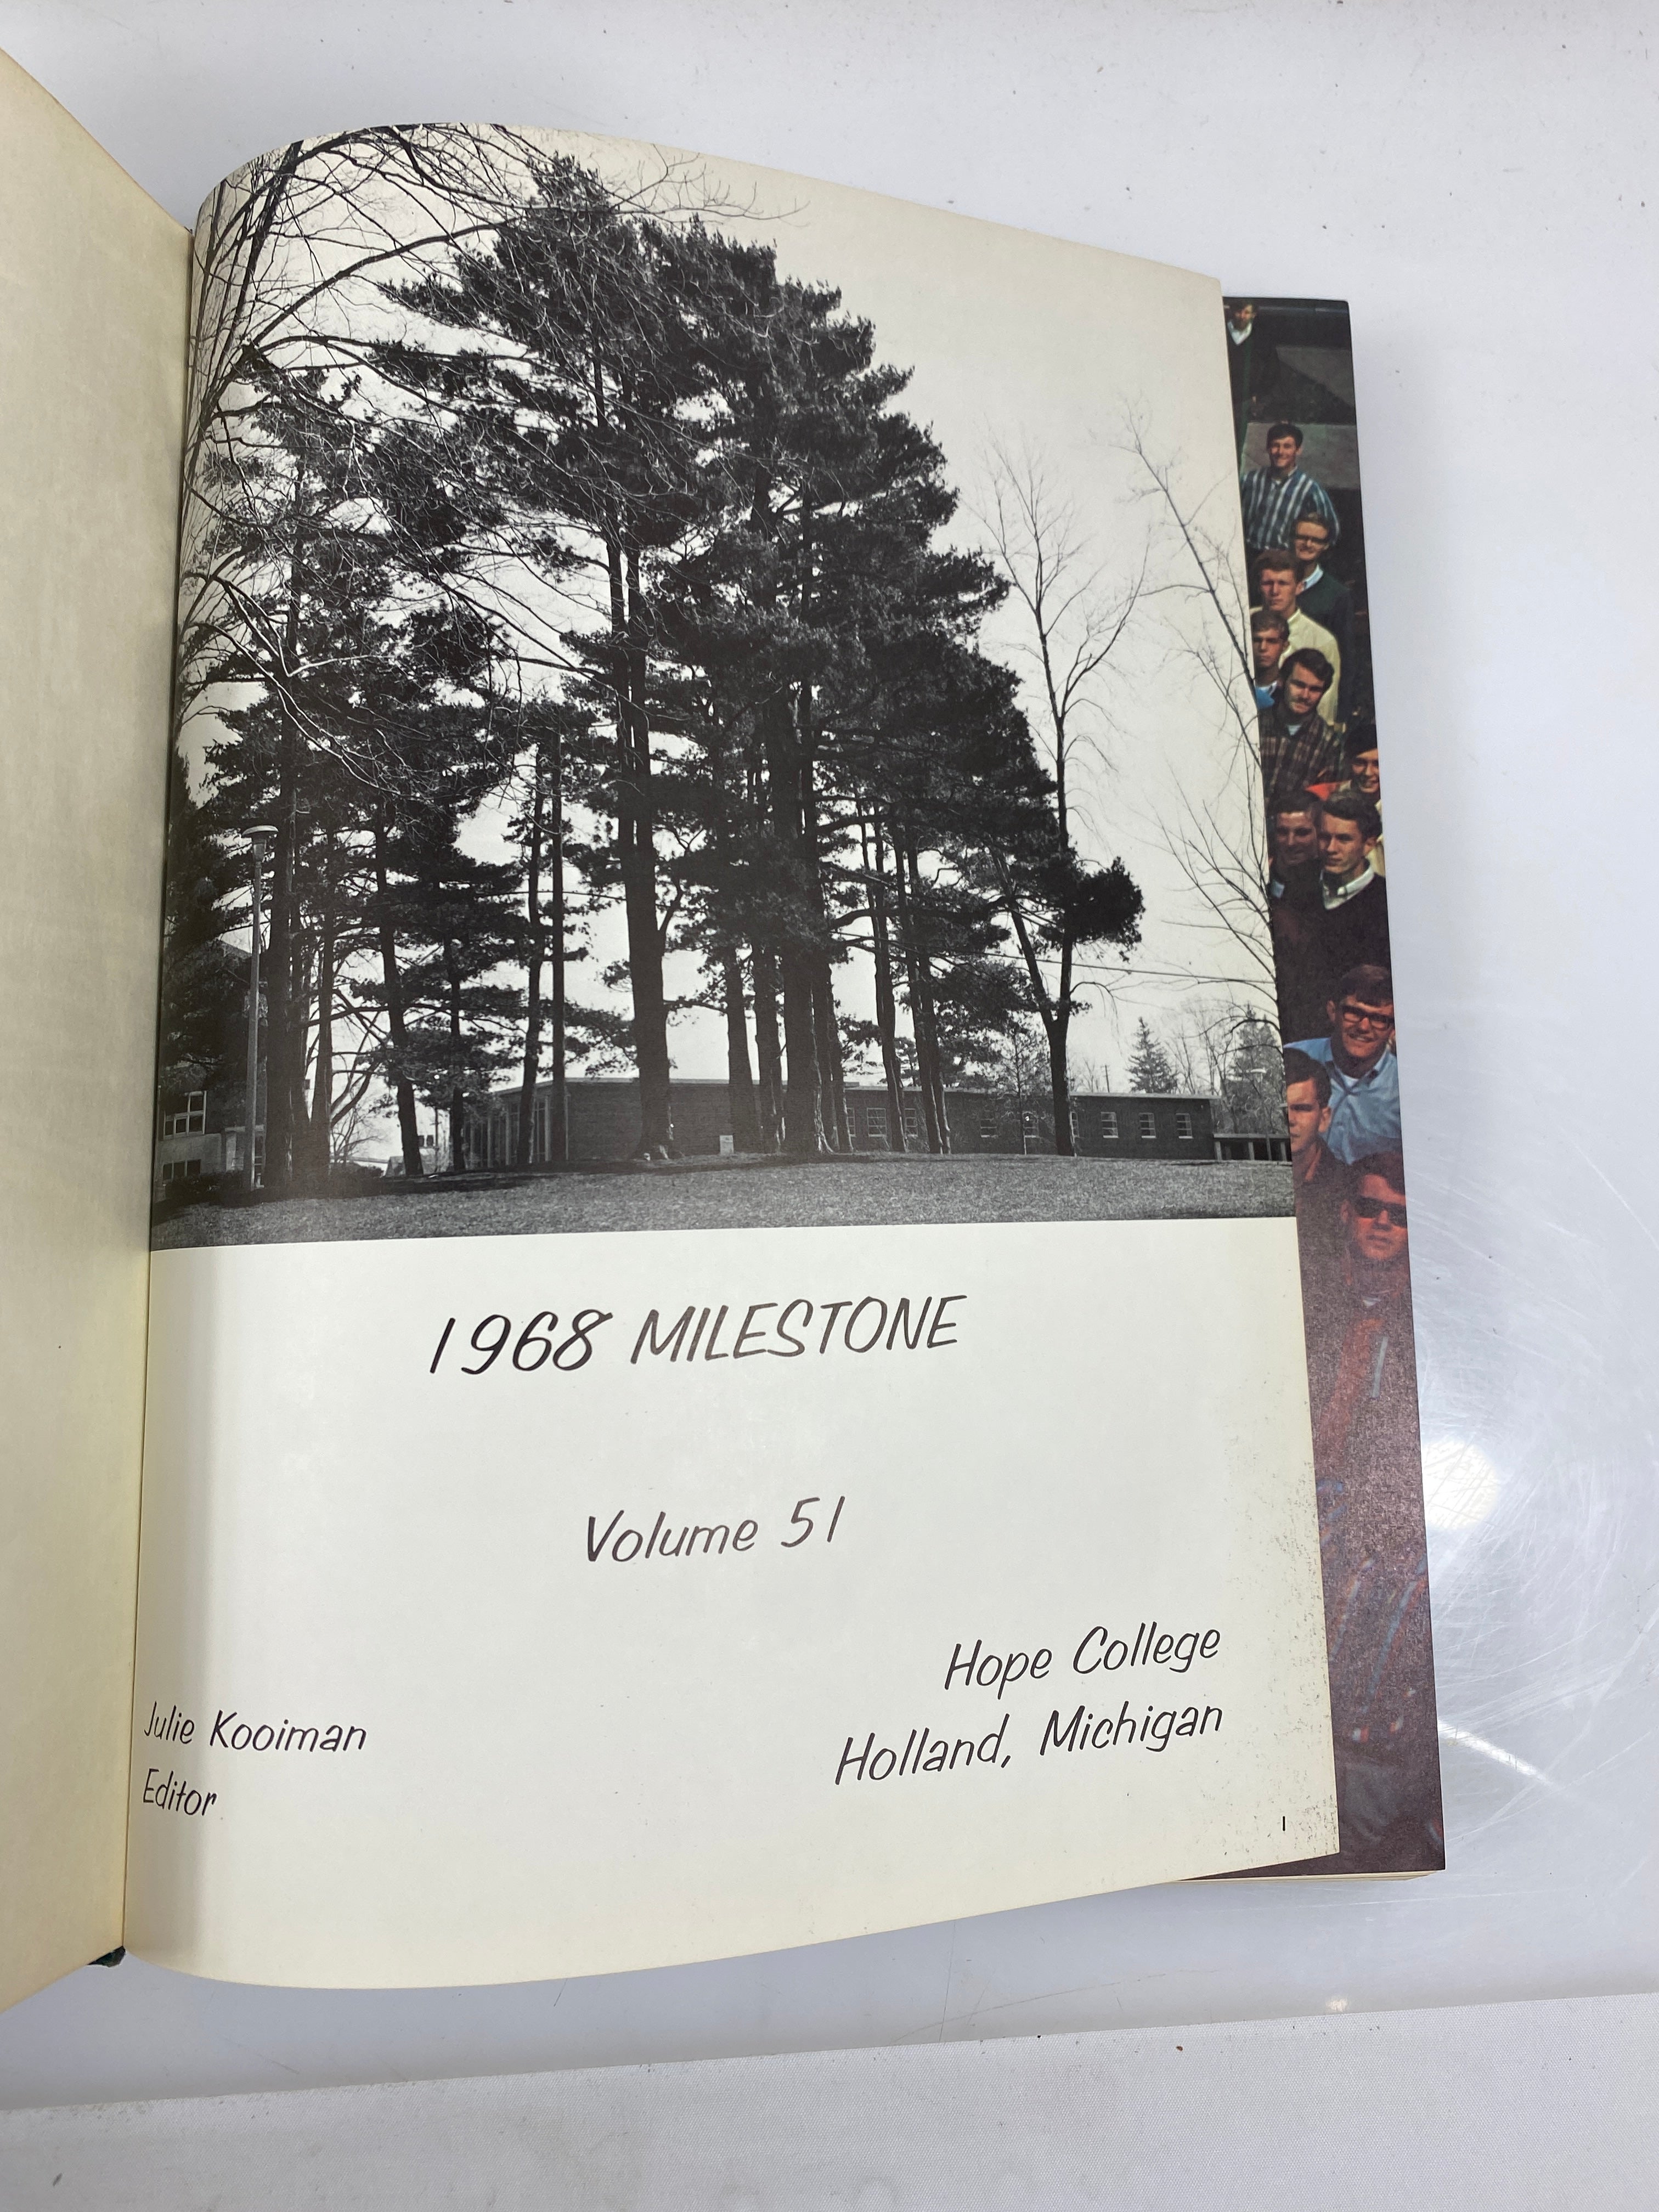 1968 MILESTONE
Volume 51
Hope College
Holland, Michigan
Julie Kooiman
Editor
1